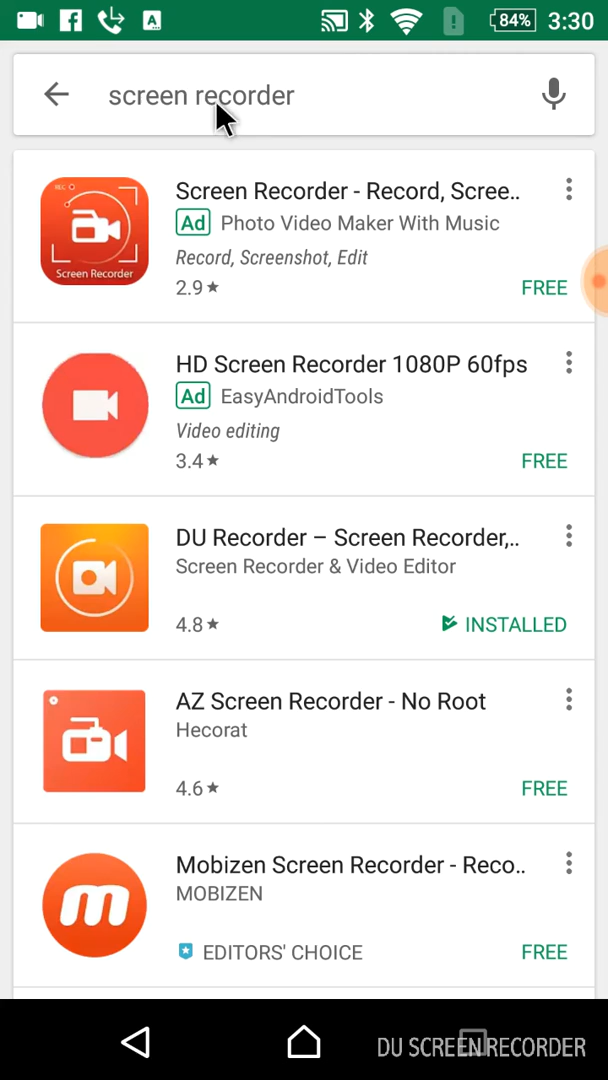 84% 3:30
screen recorder
REC
Screen Recorder
Screen Recorder - Record, Scree..
Ad Photo Video Maker With Music
Record, Screenshot, Edit
2.9★ FREE
HD Screen Recorder 1080P 60fps
Ad EasyAndroidTools
Video editing
3.4★ FREE
DU Recorder – Screen Recorder,..
Screen Recorder & Video Editor
4.8★ INSTALLED
AZ Screen Recorder - No Root
Hecorat
4.6★ FREE
m
Mobizen Screen Recorder - Reco..
MOBIZEN
EDITORS' CHOICE FREE
DU SCREEN RECORDER